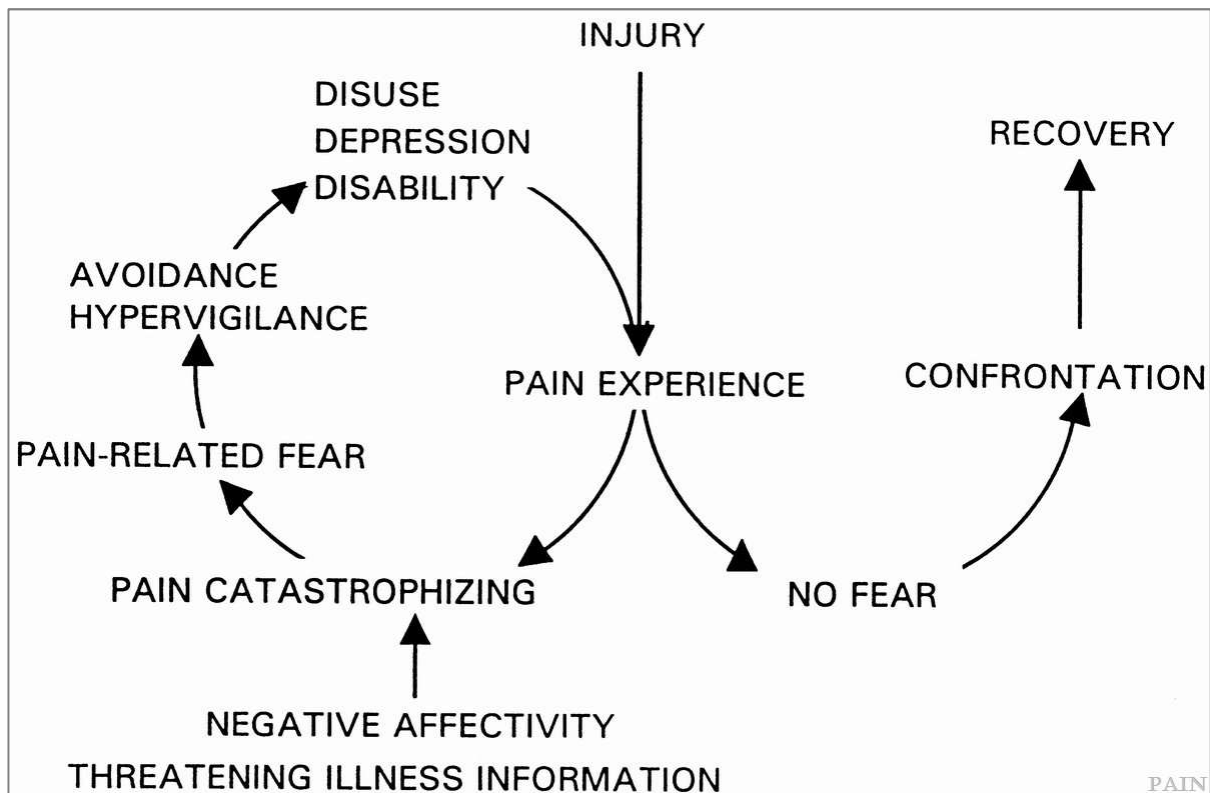 INJURY
DISUSE
DEPRESSION
DISABILITY
RECOVERY
AVOIDANCE
HYPERVIGILANCE
PAIN EXPERIENCE
CONFRONTATION
PAIN-RELATED FEAR
PAIN CATASTROPHIZING
NO FEAR
NEGATIVE AFFECTIVITY
THREATENING ILLNESS INFORMATION
PAIN